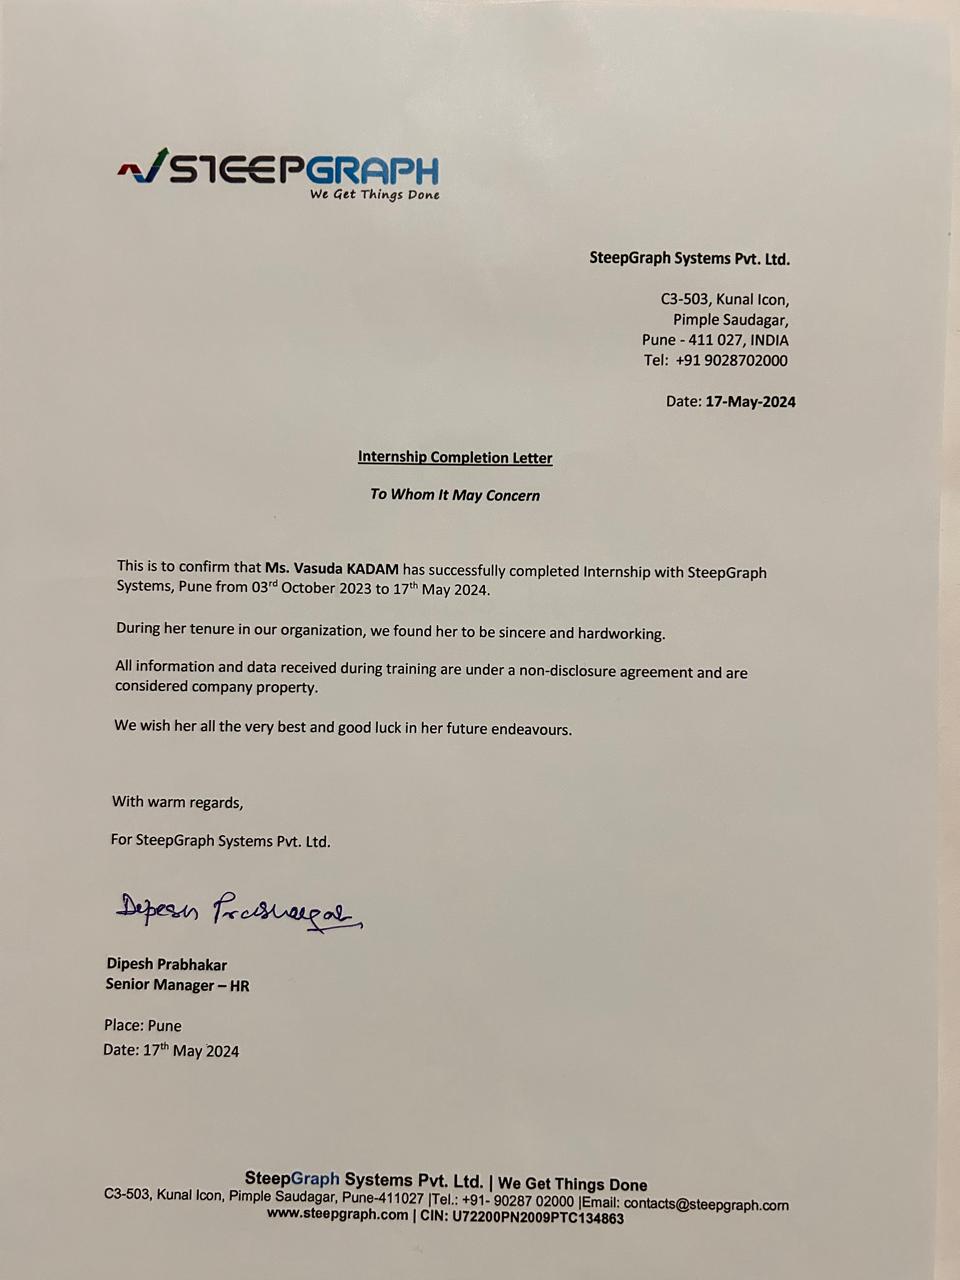 STEEPGRAPH
We Get Things Done
SteepGraph Systems Pvt. Ltd.
C3-503, Kunal Icon,
Pimple Saudagar,
Pune - 411 027, INDIA
Tel: +91 9028702000
Date: 17-May-2024
Internship Completion Letter
To Whom It May Concern
This is to confirm that Ms. Vasuda KADAM has successfully completed Internship with SteepGraph
Systems, Pune from 03rd October 2023 to 17th May 2024.
During her tenure in our organization, we found her to be sincere and hardworking.
All information and data received during training are under a non-disclosure agreement and are
considered company property.
We wish her all the very best and good luck in her future endeavours.
With warm regards,
For SteepGraph Systems Pvt. Ltd.
Dipesh Prabhakar
Dipesh Prabhakar
Senior Manager – HR
Place: Pune
Date: 17th May 2024
SteepGraph Systems Pvt. Ltd. | We Get Things Done
C3-503, Kunal Icon, Pimple Saudagar, Pune-411027 |Tel.: +91- 90287 02000 |Email: contacts@steepgraph.com
www.steepgraph.com | CIN: U72200PN2009PTC134863